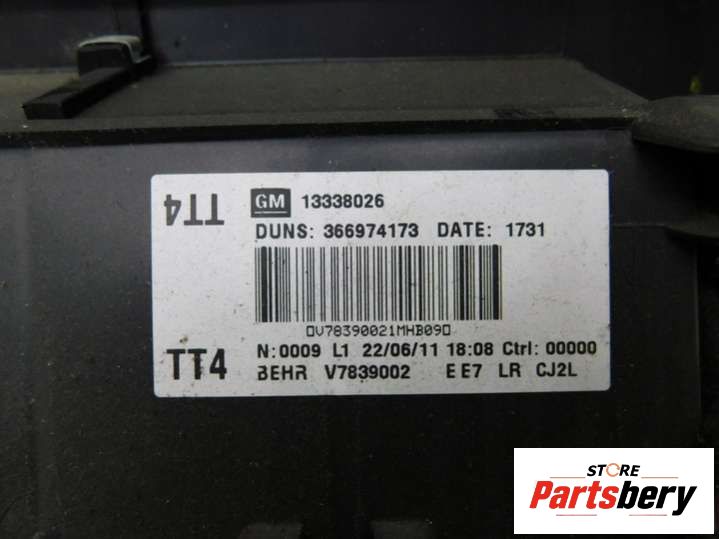 TT4
GM 13338026
DUNS: 366974173 DATE: 1731
V78390021MHB09
TT4
N:0009 L1 22/06/11 18:08 Ctrl: 00000
BEHR V7839002 E E7 LR CJ2L
STORE
Partsbery